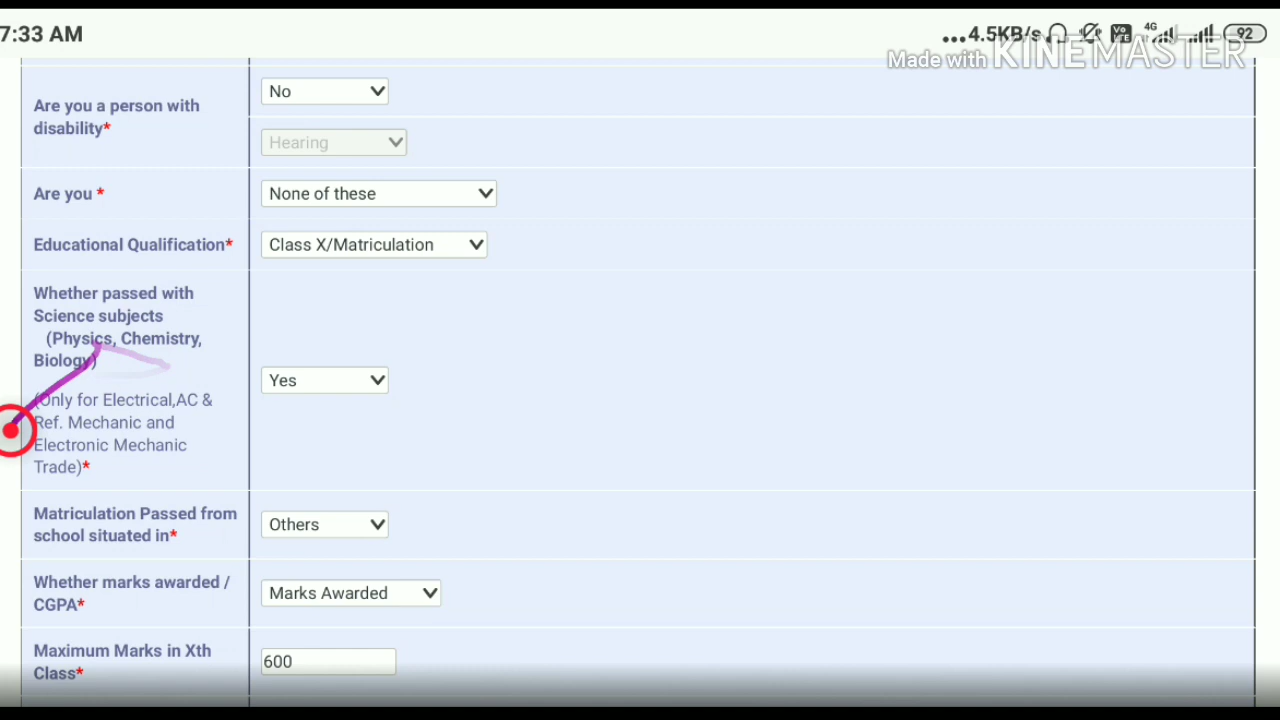 7:33 AM
...4.5KB/s
4G
Vo
LTE
92
Made with KINEMASTER
Are you a person with
disability*
No
Hearing
Are you *
None of these
Educational Qualification*
Class X/Matriculation
Whether passed with
Science subjects
(Physics, Chemistry,
Biology)
(Only for Electrical,AC &
Ref. Mechanic and
Electronic Mechanic
Trade)*
Yes
Matriculation Passed from
school situated in*
Others
Whether marks awarded /
CGPA*
Marks Awarded
Maximum Marks in Xth
Class*
600